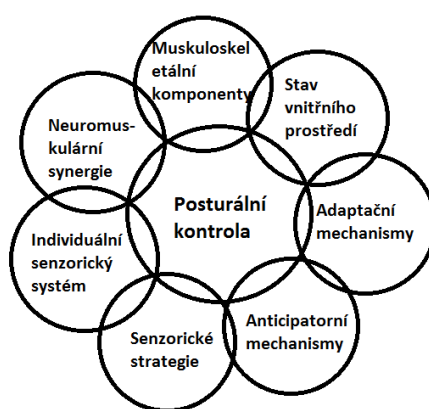 Muskuloskel
etální
komponenty
Stav
vnitřního
prostředí
Neuromus-
kulární
synergie
Posturální
kontrola
Adaptační
mechanismy
Individuální
senzorický
systém
Anticipatorní
mechanismy
Senzorické
strategie